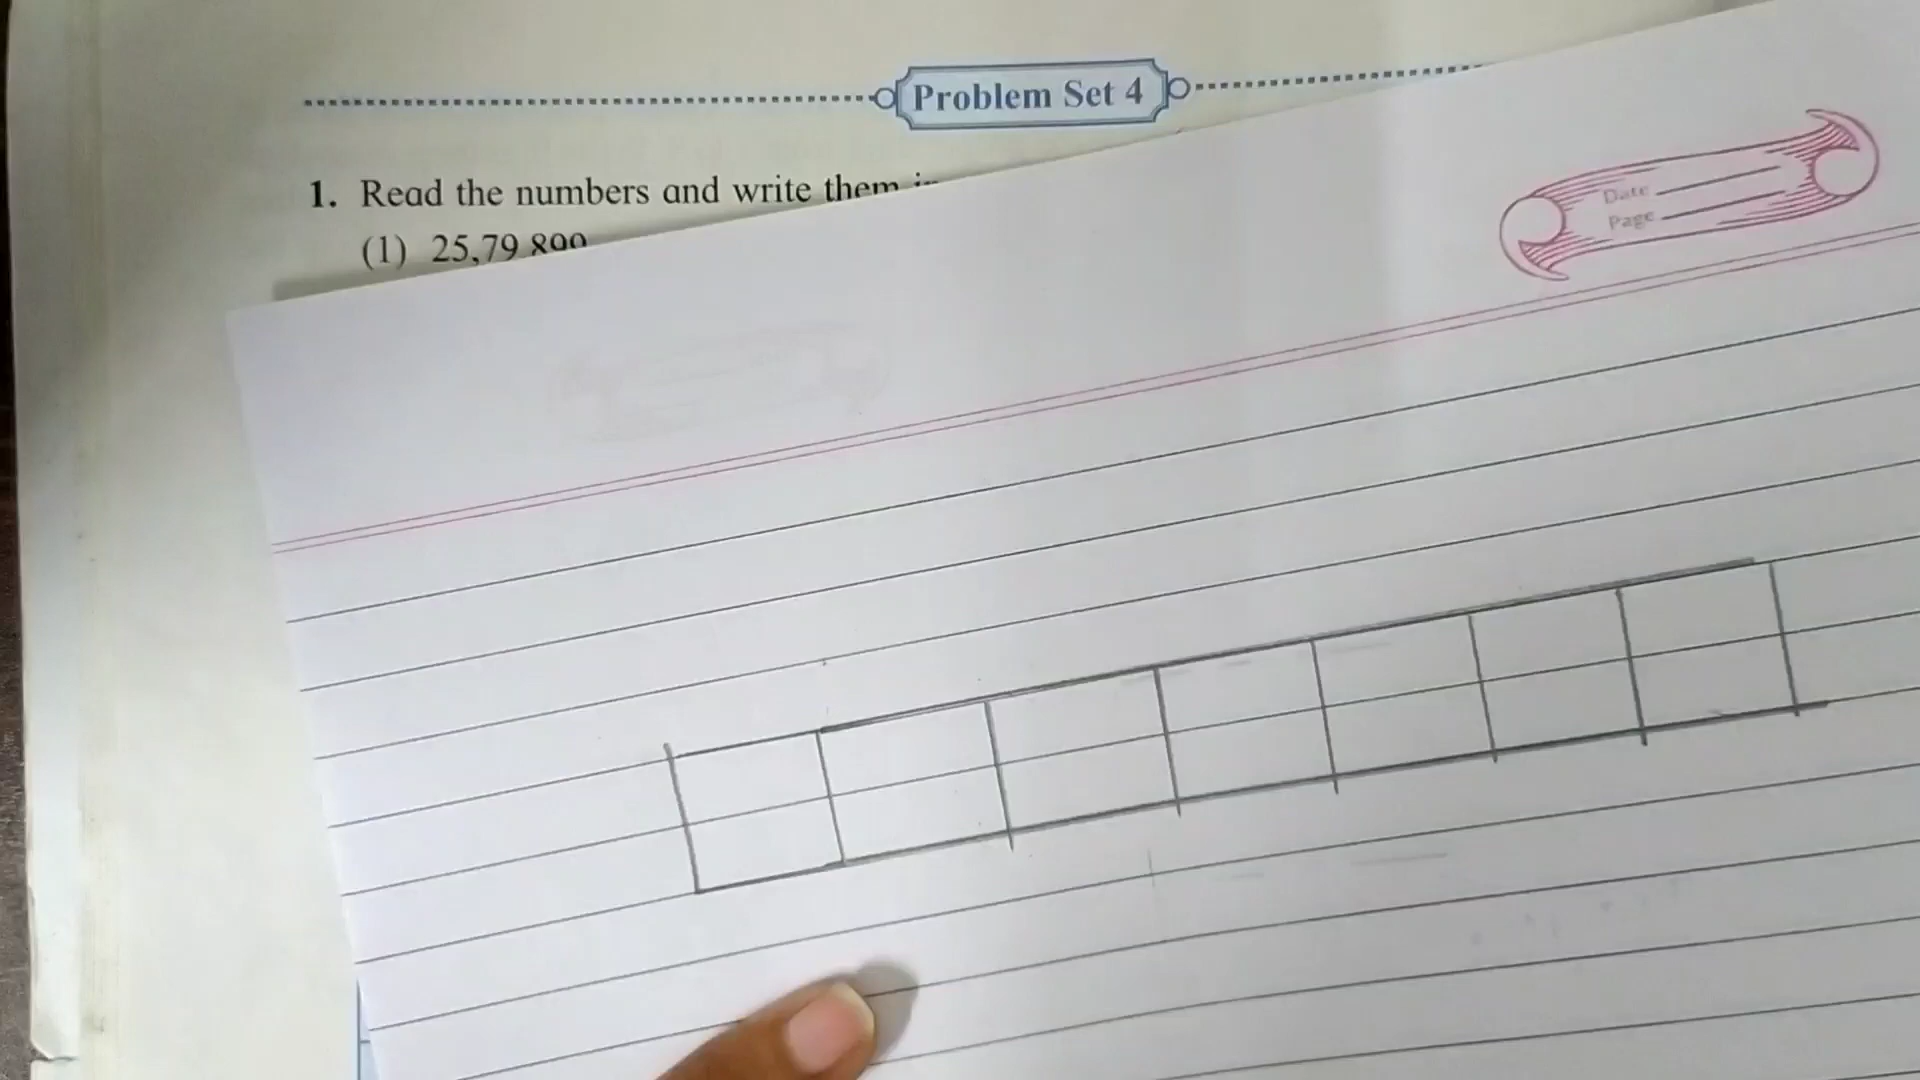 Problem Set 4
1. Read the numbers and write them
(1) 25,79 899
Date
Page